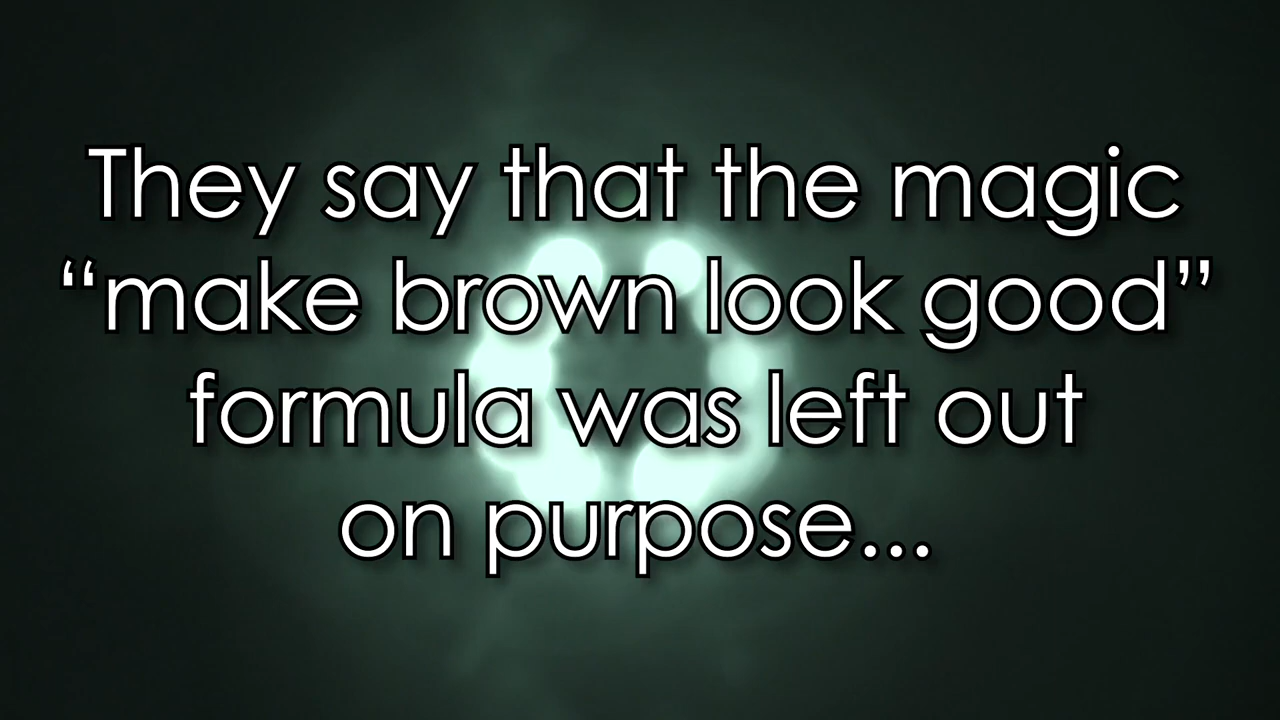 They say that the magic
“make brown look good”
formula was left out
on purpose...